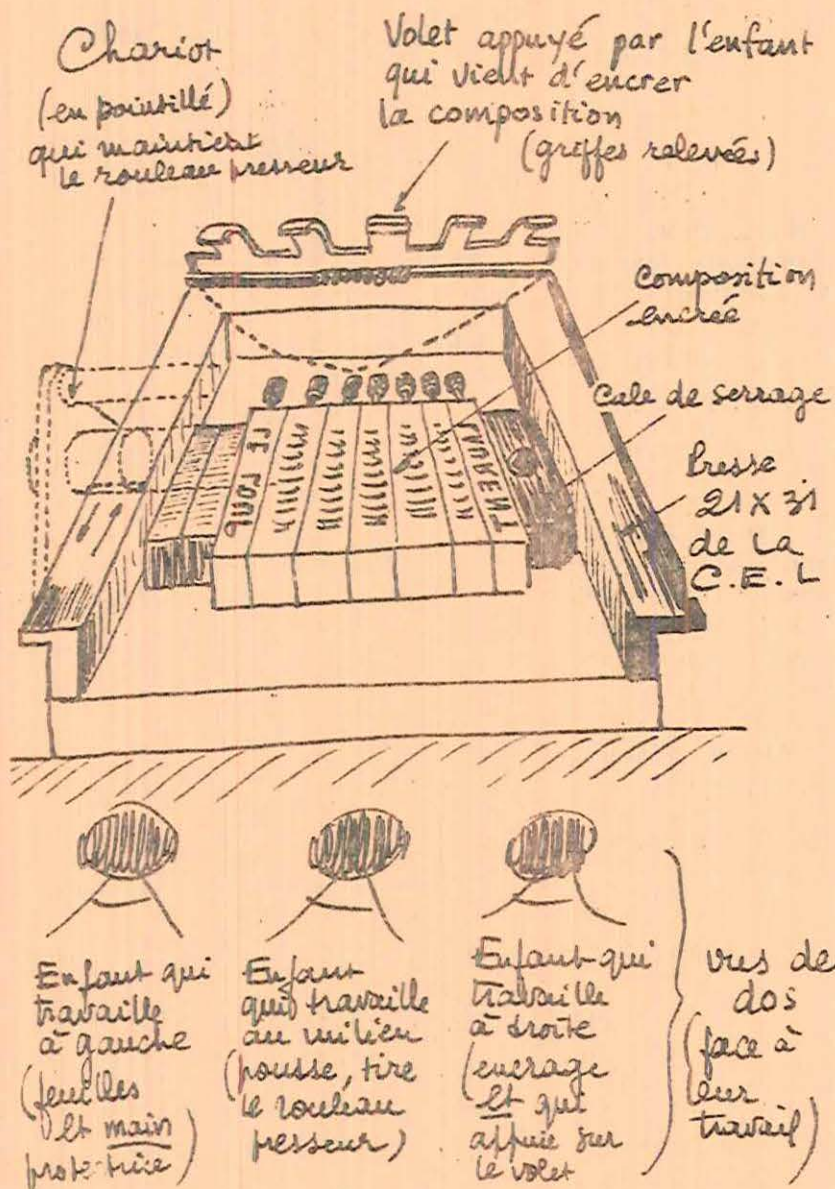 Chariot
(en pointillé)
qui maintient
le rouleau presseur
Volet appuyé par l'enfant
qui vient d'encrer
la composition
(griffes relevées)
Composition
encrée
Cale de serrage
Presse
21 X 31
de la
C.E.L
Enfant qui
travaille
à gauche
(feuilles
et main
protectrice)
Enfant
qui travaille
au milieu
(pousse, tire
le rouleau
presseur)
Enfant qui
travaille
à droite
(encrage
et qui
appuie sur
le volet
vus de
dos
(face à
leur
travail)